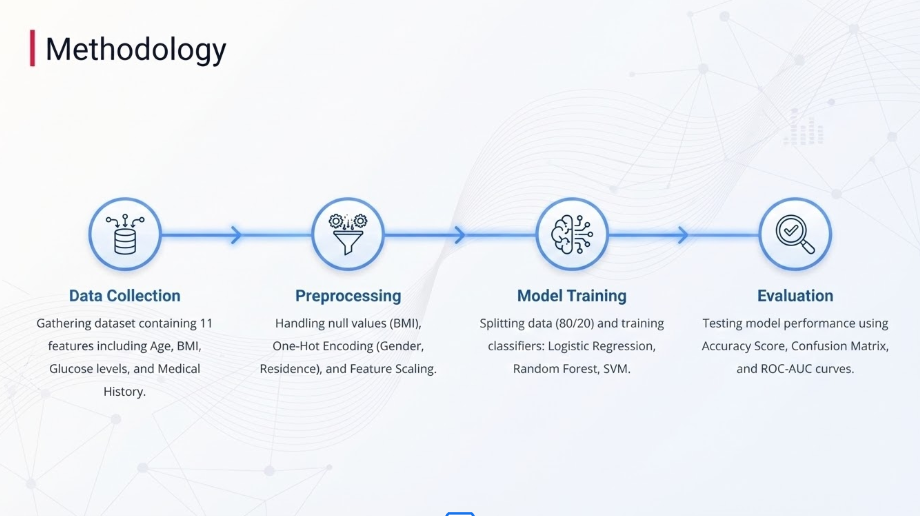 Methodology
Data Collection
Gathering dataset containing 11
features including Age, BMI,
Glucose levels, and Medical
History.
Preprocessing
Handling null values (BMI),
One-Hot Encoding (Gender,
Residence), and Feature Scaling.
Model Training
Splitting data (80/20) and training
classifiers: Logistic Regression,
Random Forest, SVM.
Evaluation
Testing model performance using
Accuracy Score, Confusion Matrix,
and ROC-AUC curves.